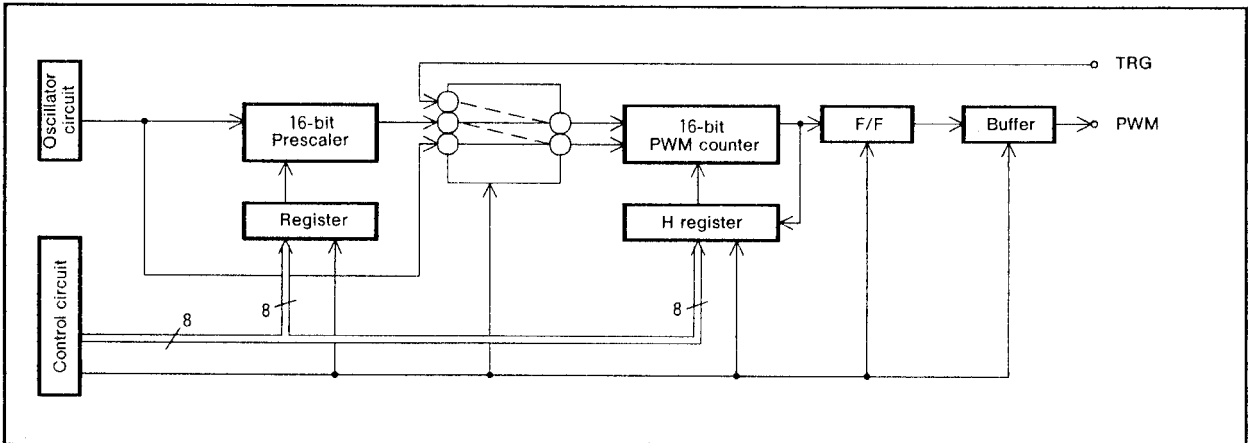 Oscillator
circuit
16-bit
Prescaler
16-bit
PWM counter
F/F
Buffer
TRG
PWM
Register
H register
Control circuit
8
8
8